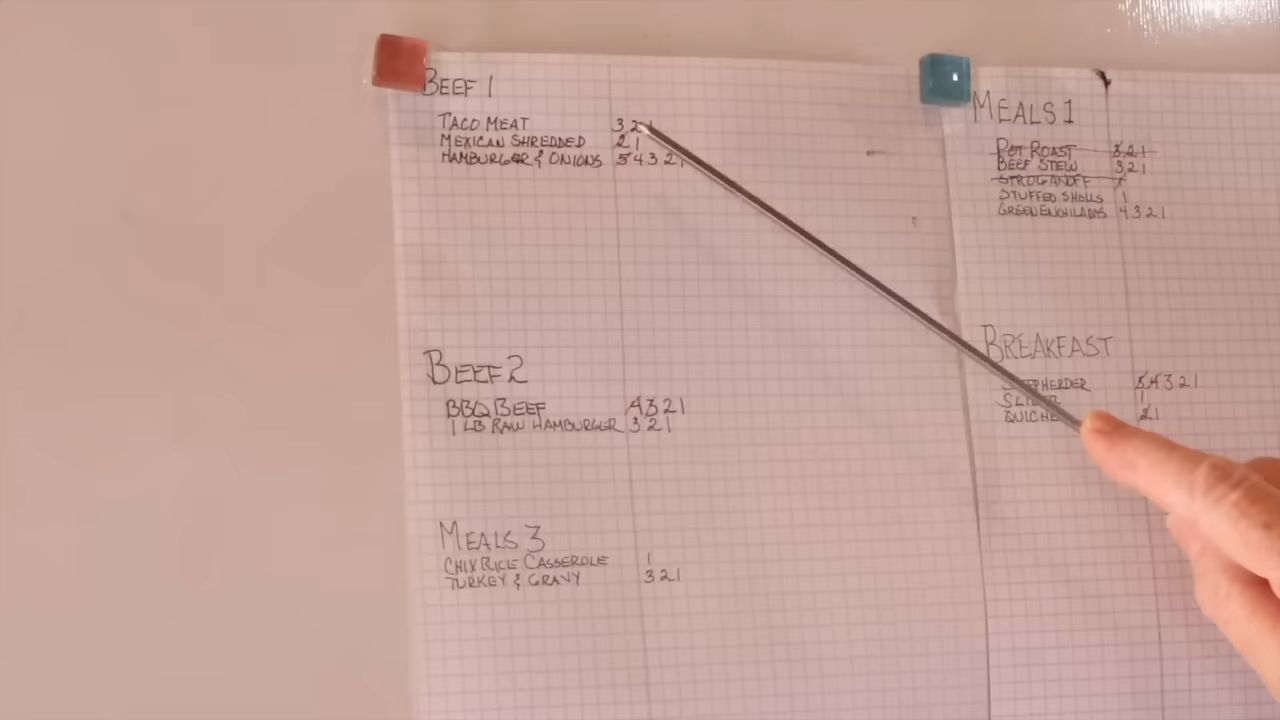 BEEF 1
TACO MEAT 3 2 1
MEXICAN SHREDDED 2 1
HAMBURGER & ONIONS 5 4 3 2 1
BEEF 2
BBQ BEEF 4 3 2 1
1 LB RAW HAMBURGER 3 2 1
MEALS 3
CHIX RICE CASSEROLE 1
TURKEY & GRAVY 3 2 1
MEALS 1
POT ROAST 3 2 1
BEEF STEW 3 2 1
STROGANOFF 1
STUFFED SHELLS 1
GREEN ENCHILADAS 4 3 2 1
BREAKFAST
5 4 3 2 1
1
QUICHE 2 1